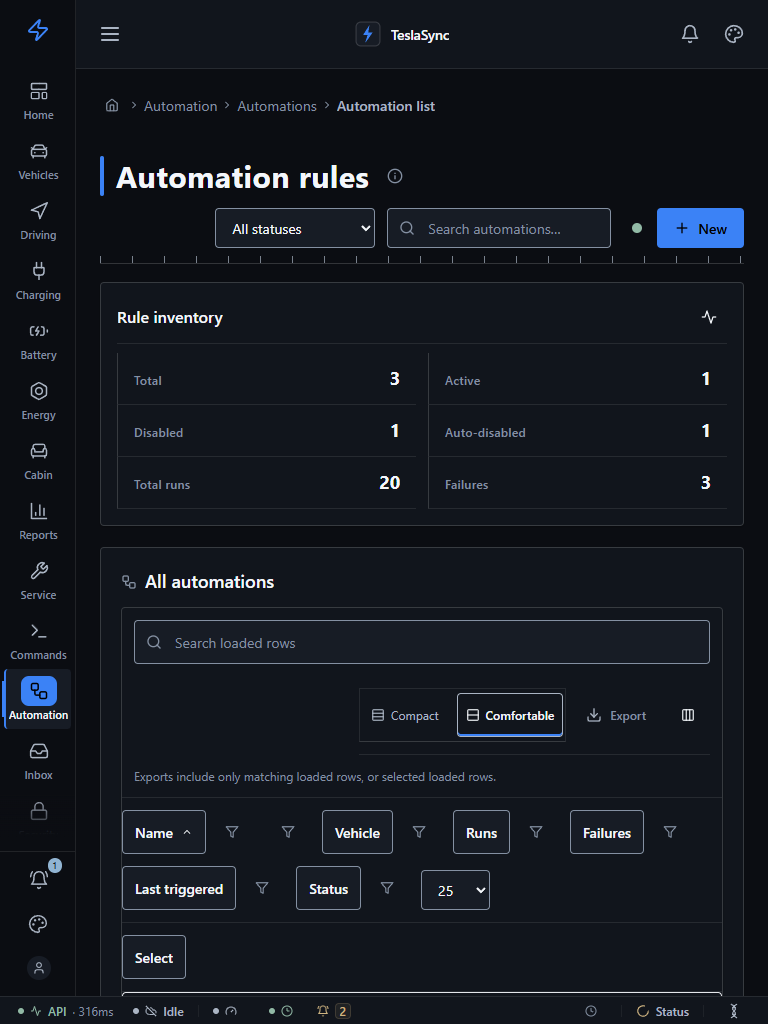 TeslaSync
Home
Vehicles
Driving
Charging
Battery
Energy
Cabin
Reports
Service
Commands
Automation
Inbox
1
Automation
Automations
Automation list
Automation rules
All statuses
Search automations...
New
Rule inventory
Total 3
Active 1
Disabled 1
Auto-disabled 1
Total runs 20
Failures 3
All automations
Search loaded rows
Compact
Comfortable
Export
Exports include only matching loaded rows, or selected loaded rows.
Name
Vehicle
Runs
Failures
Last triggered
Status
25
Select
API · 316ms
Idle
2
Status